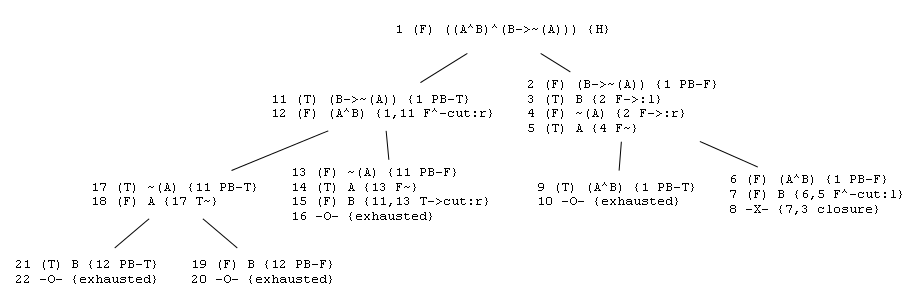 1 (F) ((A^B)^(B->~(A))) {H}
2 (F) (B->~(A)) {1 PB-F}
3 (T) B {2 F->:l}
4 (F) ~(A) {2 F->:r}
5 (T) A {4 F~}
11 (T) (B->~(A)) {1 PB-T}
12 (F) (A^B) {1,11 F^-cut:r}
13 (F) ~(A) {11 PB-F}
14 (T) A {13 F~}
15 (F) B {11,13 T->cut:r}
16 -O- {exhausted}
17 (T) ~(A) {11 PB-T}
18 (F) A {17 T~}
9 (T) (A^B) {1 PB-T}
10 -O- {exhausted}
6 (F) (A^B) {1 PB-F}
7 (F) B {6,5 F^-cut:l}
8 -X- {7,3 closure}
21 (T) B {12 PB-T}
22 -O- {exhausted}
19 (F) B {12 PB-F}
20 -O- {exhausted}